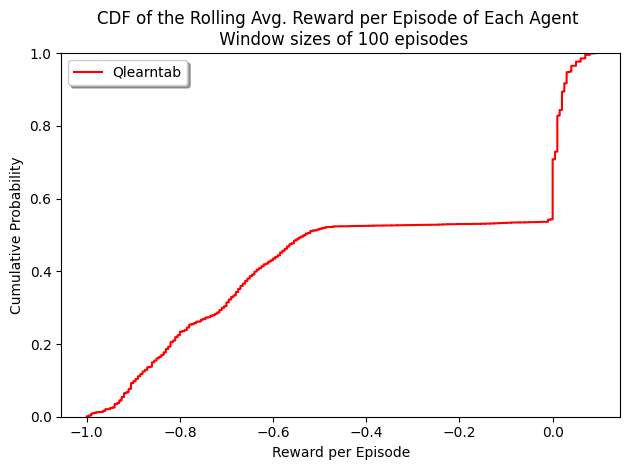 CDF of the Rolling Avg. Reward per Episode of Each Agent
Window sizes of 100 episodes
Qlearntab
Cumulative Probability
1.0
0.8
0.6
0.4
0.2
0.0
−1.0 −0.8 −0.6 −0.4 −0.2 0.0
Reward per Episode